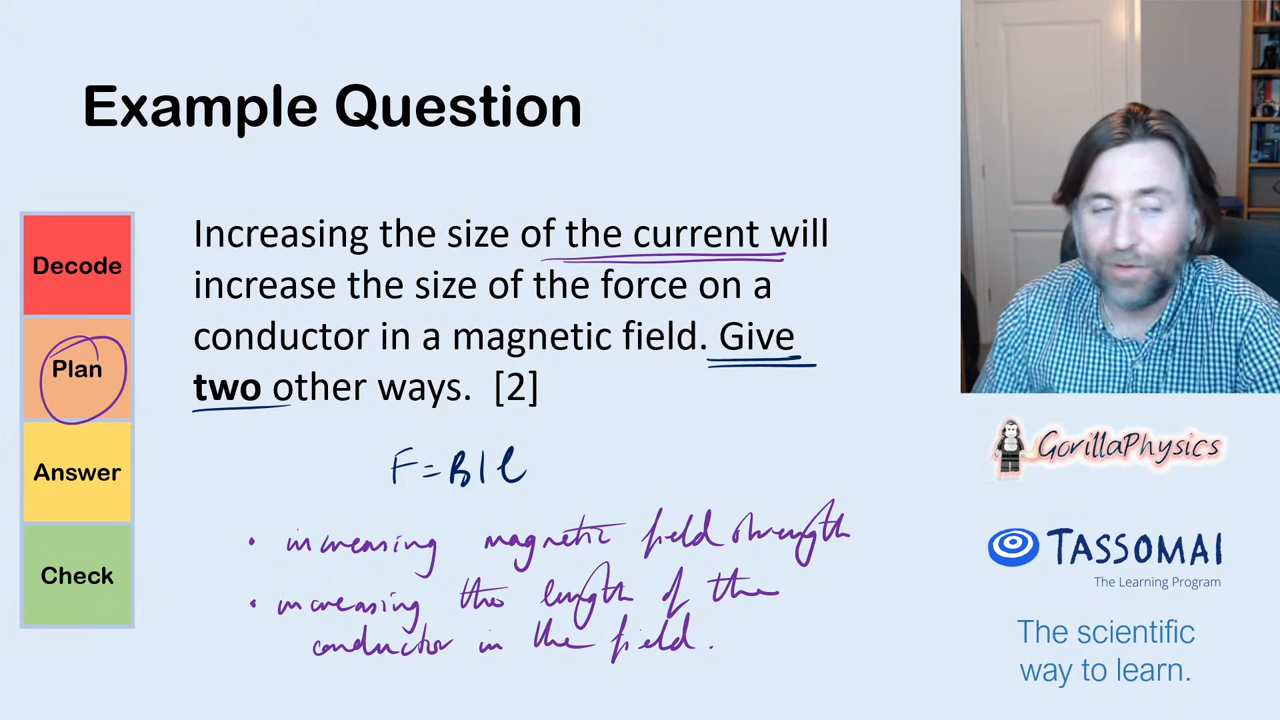 Example Question
Decode
Plan
Answer
Check
Increasing the size of the current will
increase the size of the force on a
conductor in a magnetic field. Give
two other ways. [2]
F=BIl
• increasing magnetic field strength
• increasing the length of the
conductor in the field.
GorillaPhysics
TASSOMAI
The Learning Program
The scientific
way to learn.